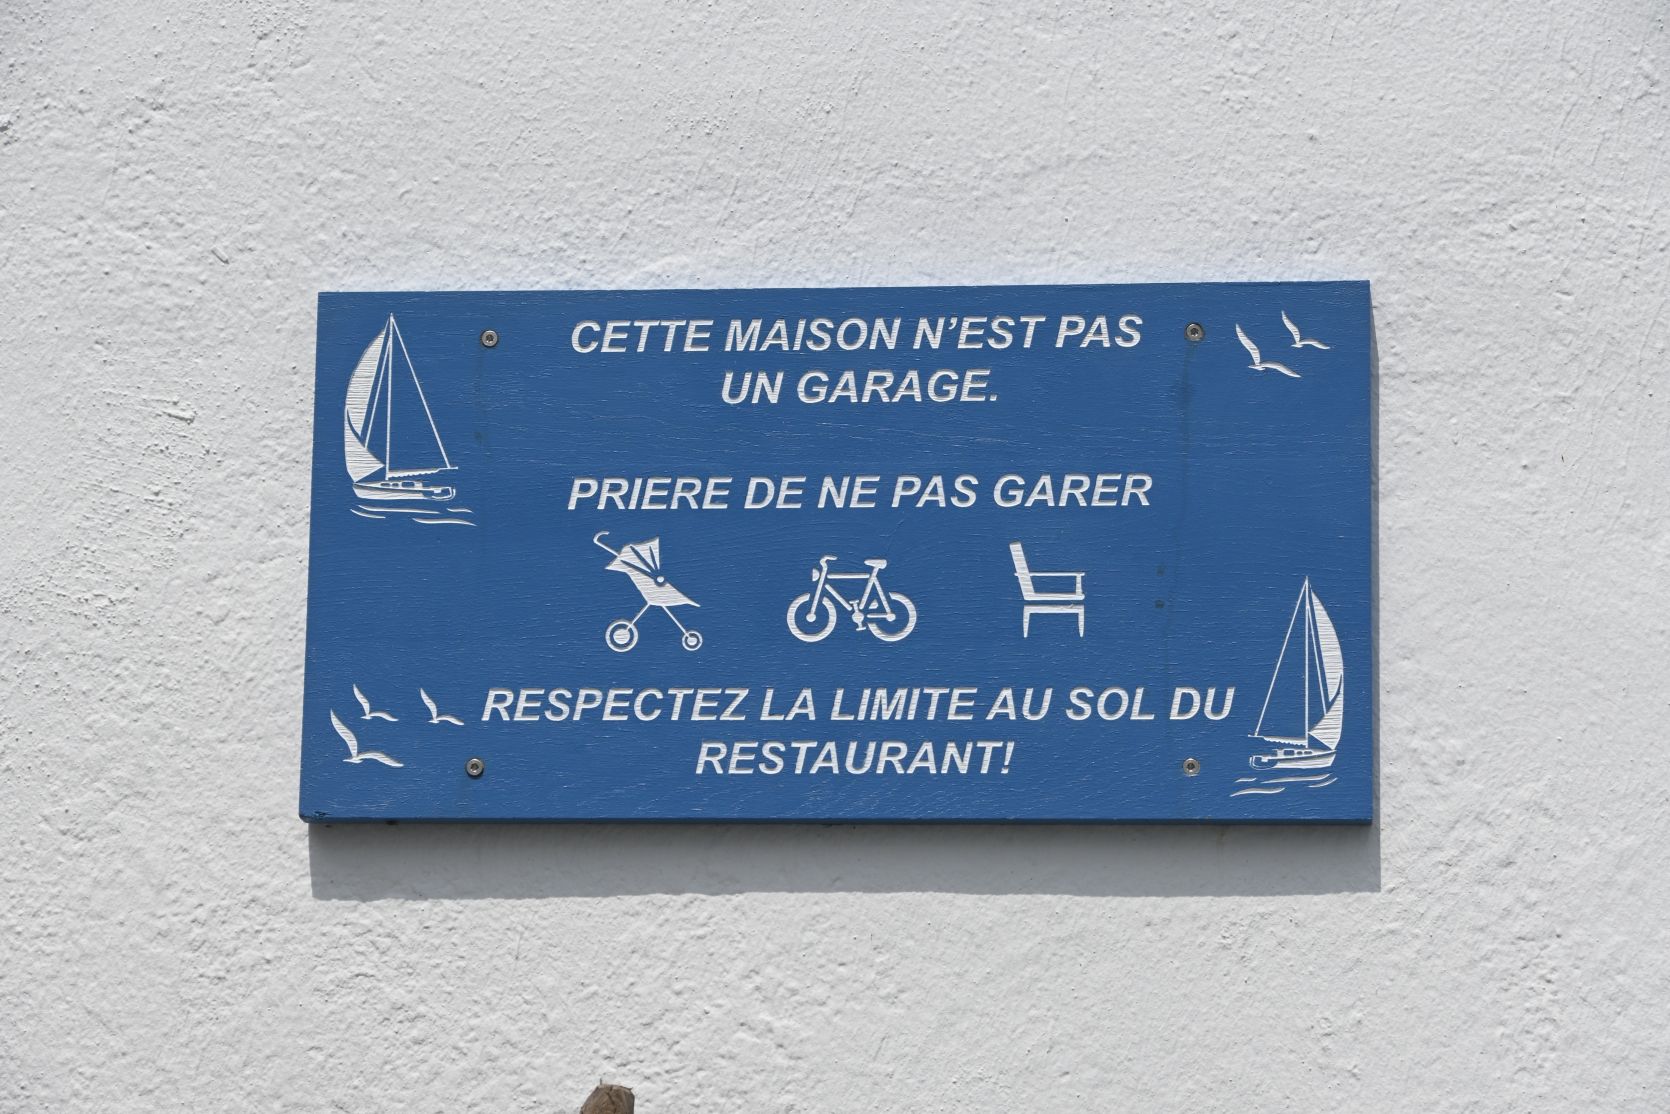 CETTE MAISON N'EST PAS
UN GARAGE.
PRIERE DE NE PAS GARER
RESPECTEZ LA LIMITE AU SOL DU
RESTAURANT!